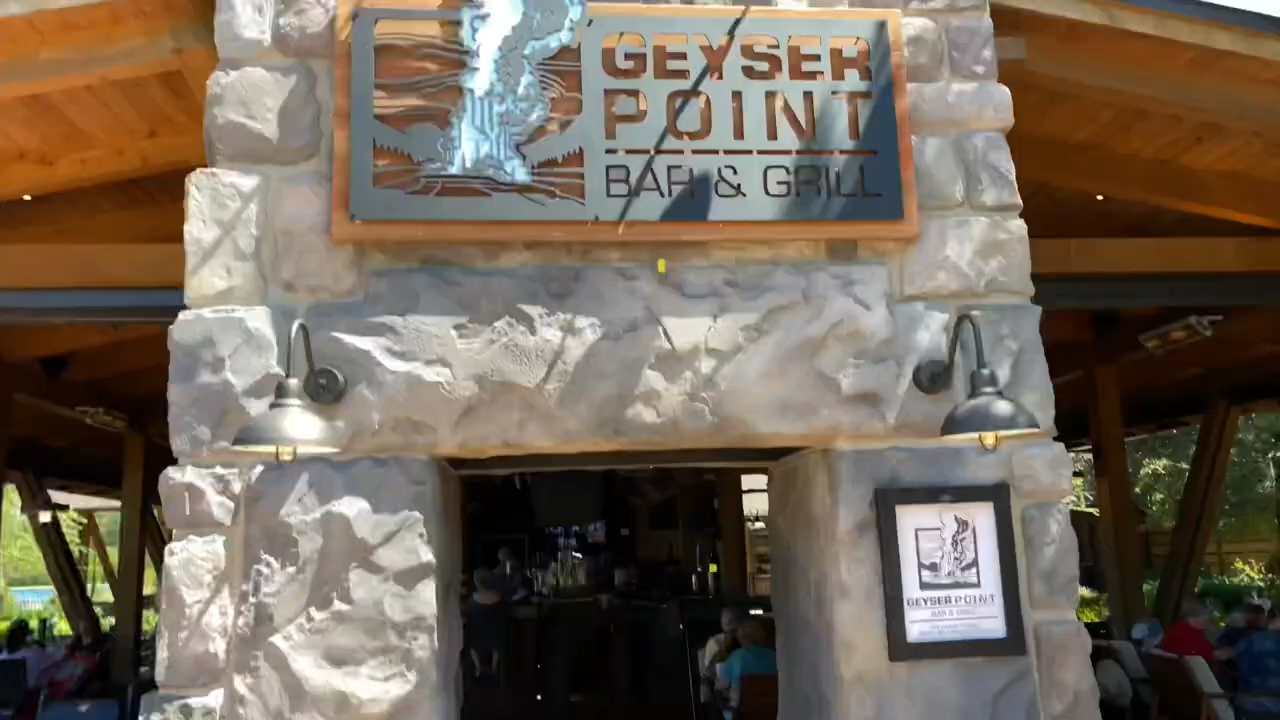 GEYSER
POINT
BAR & GRILL
GEYSER POINT
BAR & GRILL